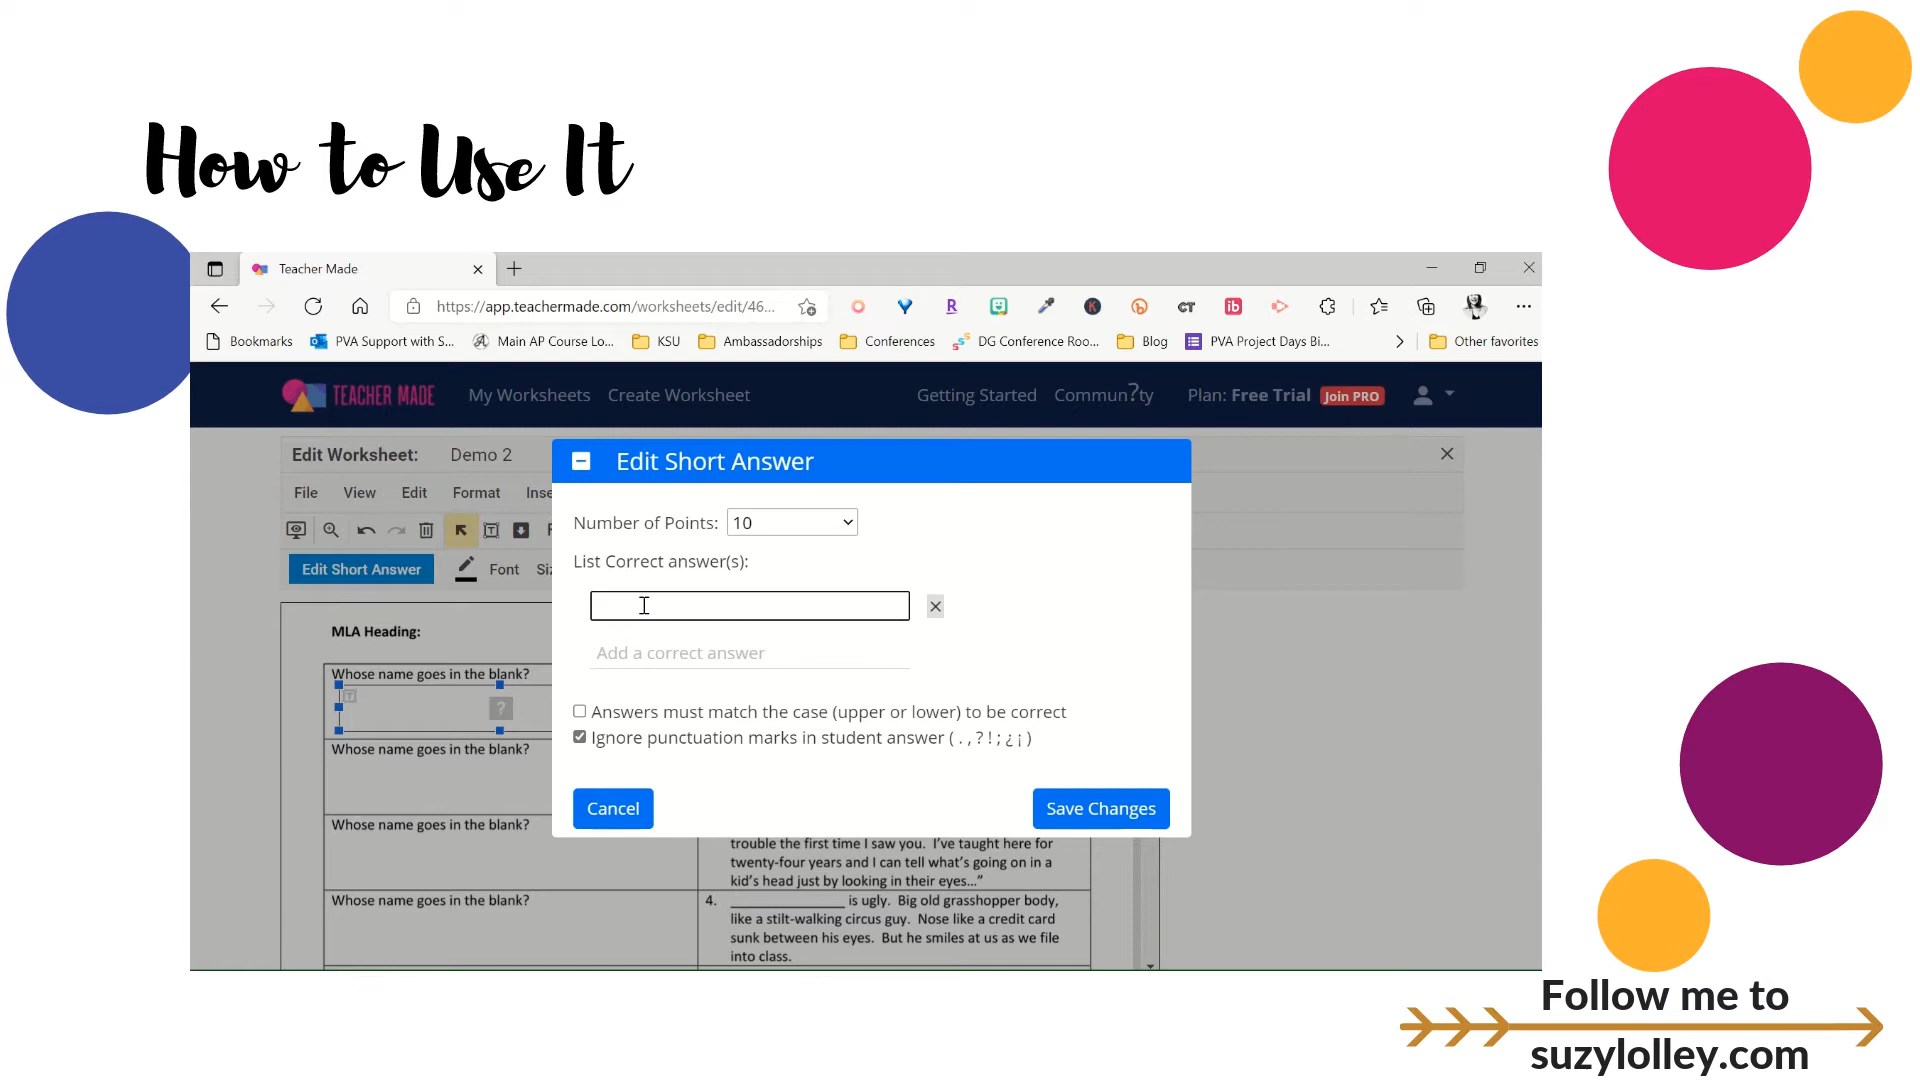 How to Use It
Teacher Made
https://app.teachermade.com/worksheets/edit/46...
Bookmarks PVA Support with S... Main AP Course Lo... KSU Ambassadorships Conferences DG Conference Roo... Blog PVA Project Days Bi... Other favorites
TEACHER MADE My Worksheets Create Worksheet Getting Started Commun?ty Plan: Free Trial Join PRO
Edit Worksheet: Demo 2
File View Edit Format Inse
Edit Short Answer Font Siz
Edit Short Answer
Number of Points: 10
List Correct answer(s):
Add a correct answer
Answers must match the case (upper or lower) to be correct
Ignore punctuation marks in student answer ( . , ? ! ; ¿ ¡ )
Cancel Save Changes
MLA Heading:
Whose name goes in the blank?
?
Whose name goes in the blank?
Whose name goes in the blank?
trouble the first time I saw you. I've taught here for
twenty-four years and I can tell what's going on in a
kid's head just by looking in their eyes..."
Whose name goes in the blank?
4. ______________ is ugly. Big old grasshopper body,
like a stilt-walking circus guy. Nose like a credit card
sunk between his eyes. But he smiles at us as we file
into class.
Follow me to
suzylolley.com